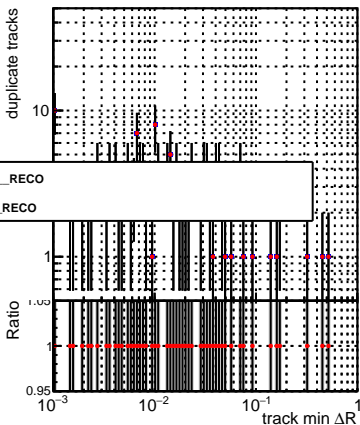 duplicate tracks
10
_RECO
_RECO
1
Ratio
1.05
1
0.95
10⁻³
10⁻²
10⁻¹
1
track min ΔR